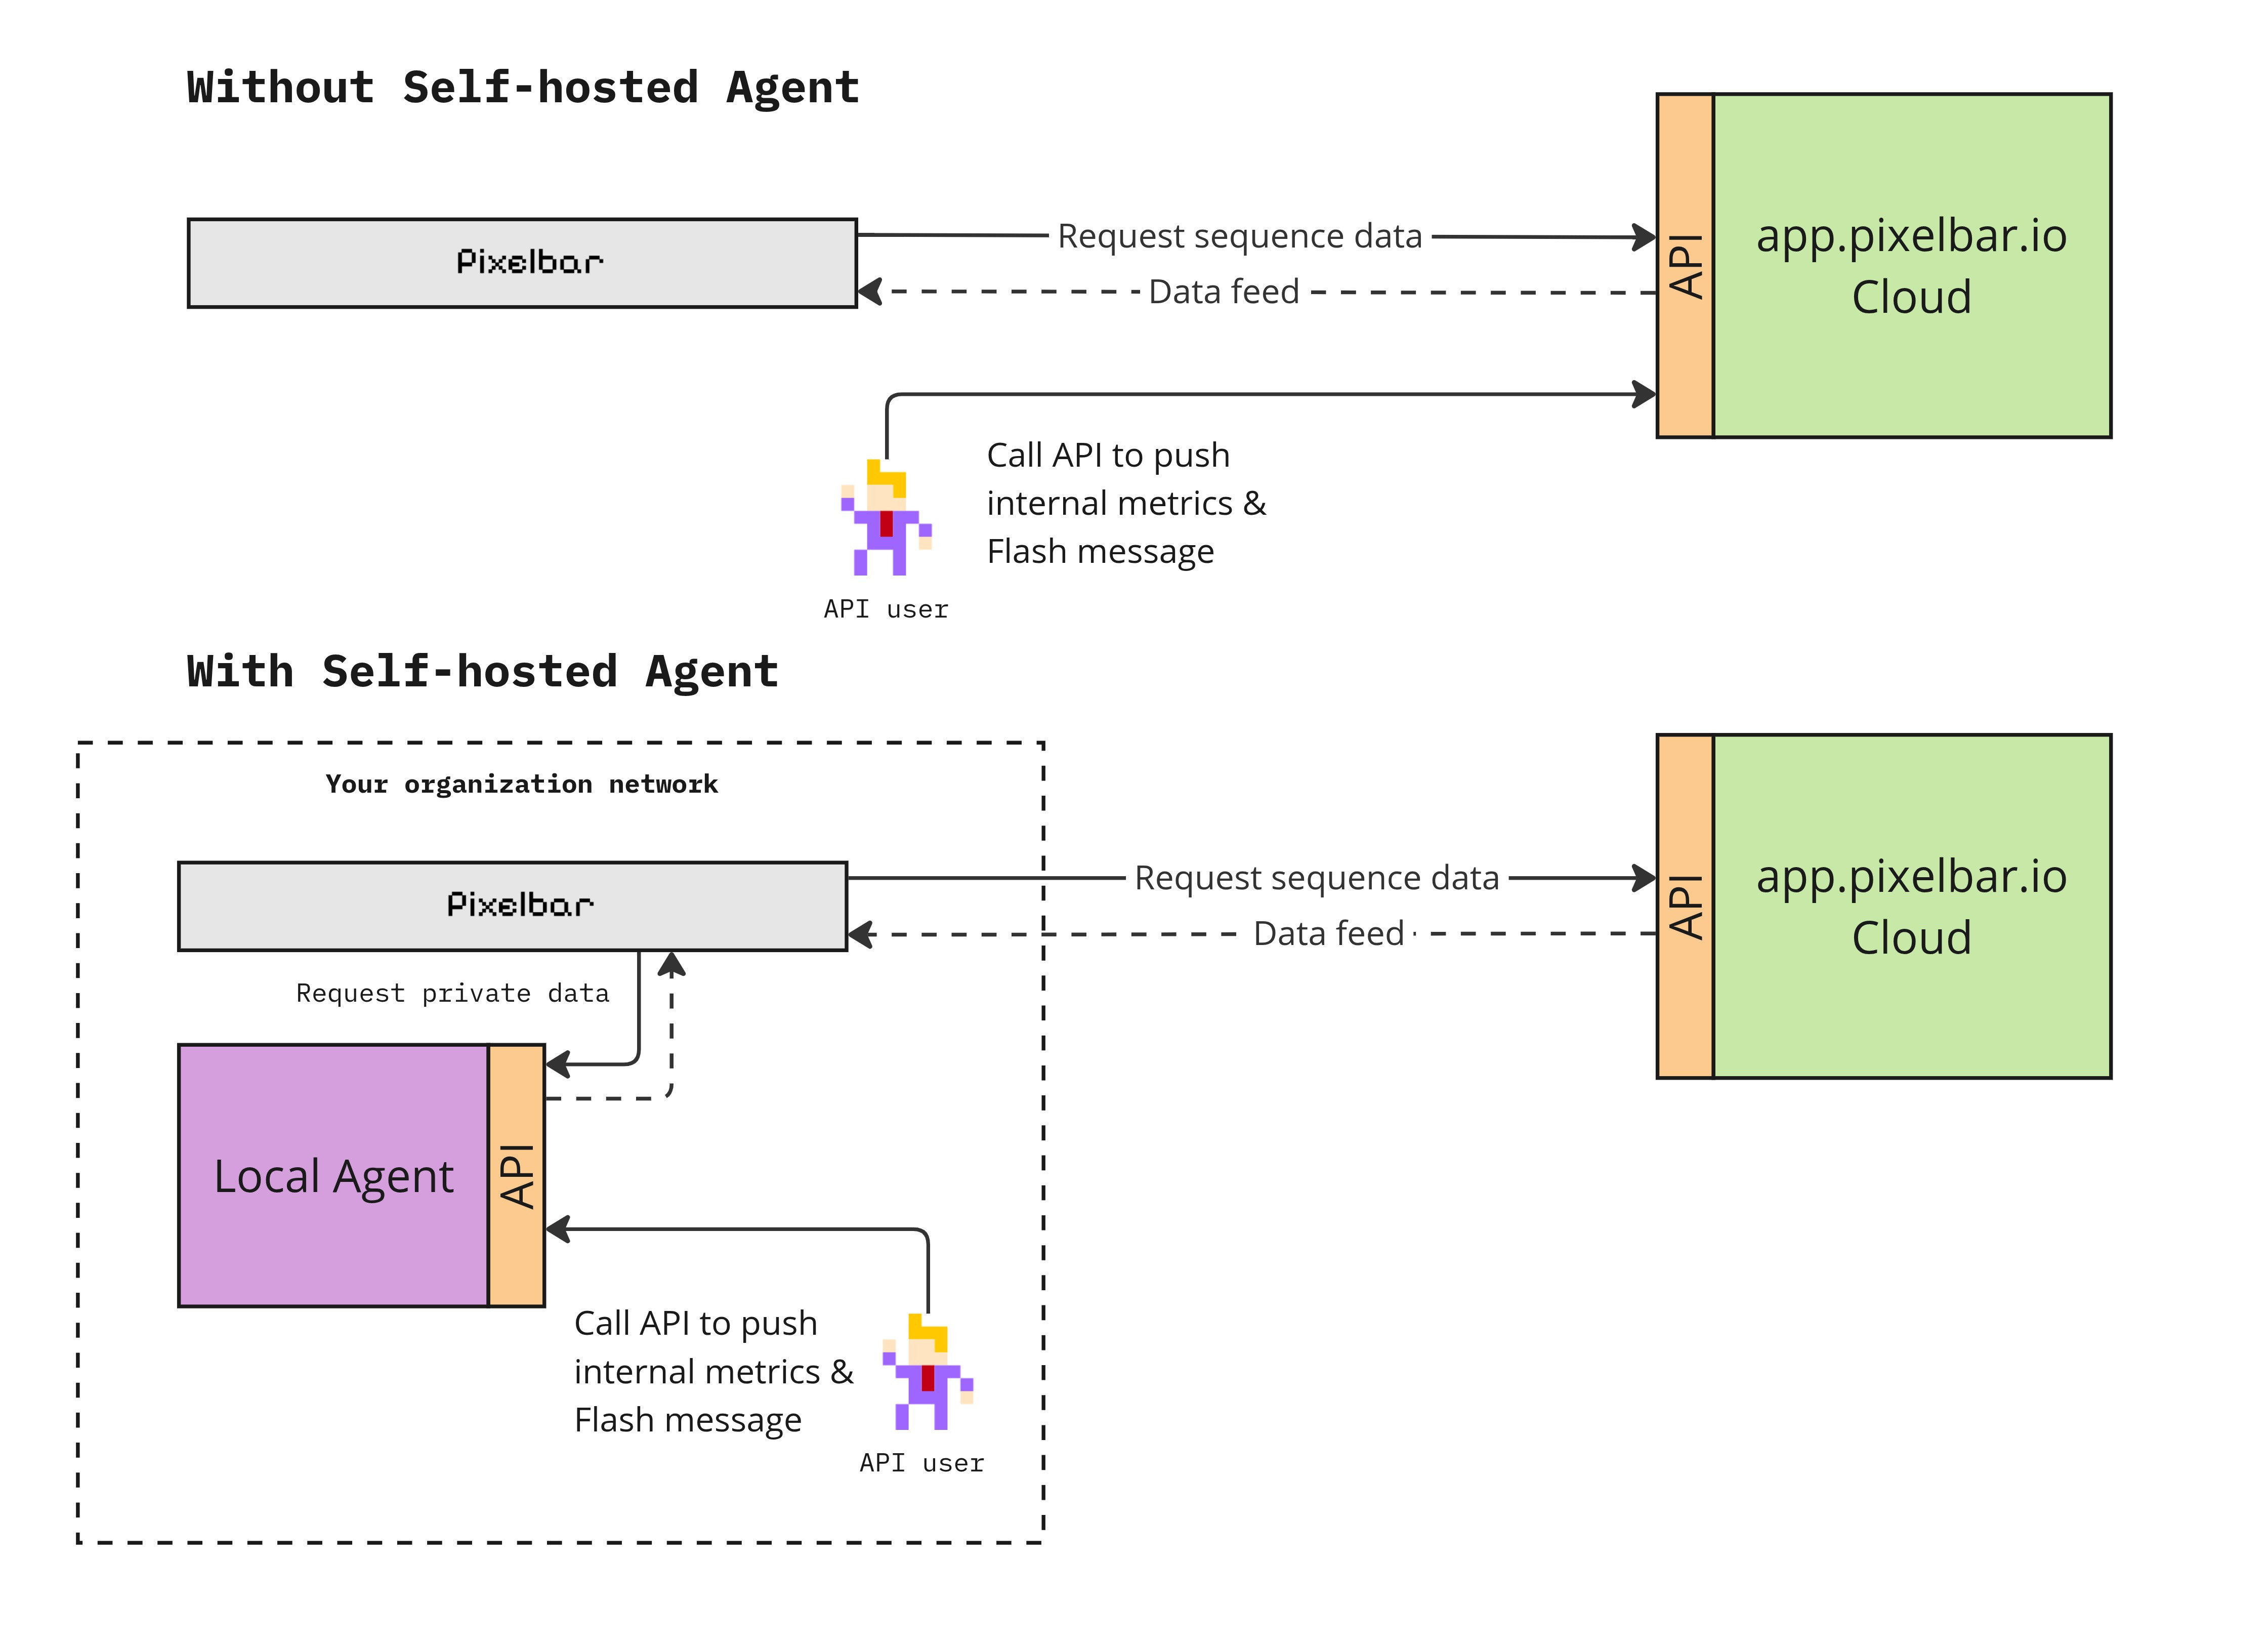 Without Self-hosted Agent
Pixelbar
Request sequence data
Data feed
API
app.pixelbar.io
Cloud
Call API to push
internal metrics &
Flash message
API user
With Self-hosted Agent
Your organization network
Pixelbar
Request sequence data
Data feed
API
app.pixelbar.io
Cloud
Request private data
Local Agent
API
Call API to push
internal metrics &
Flash message
API user